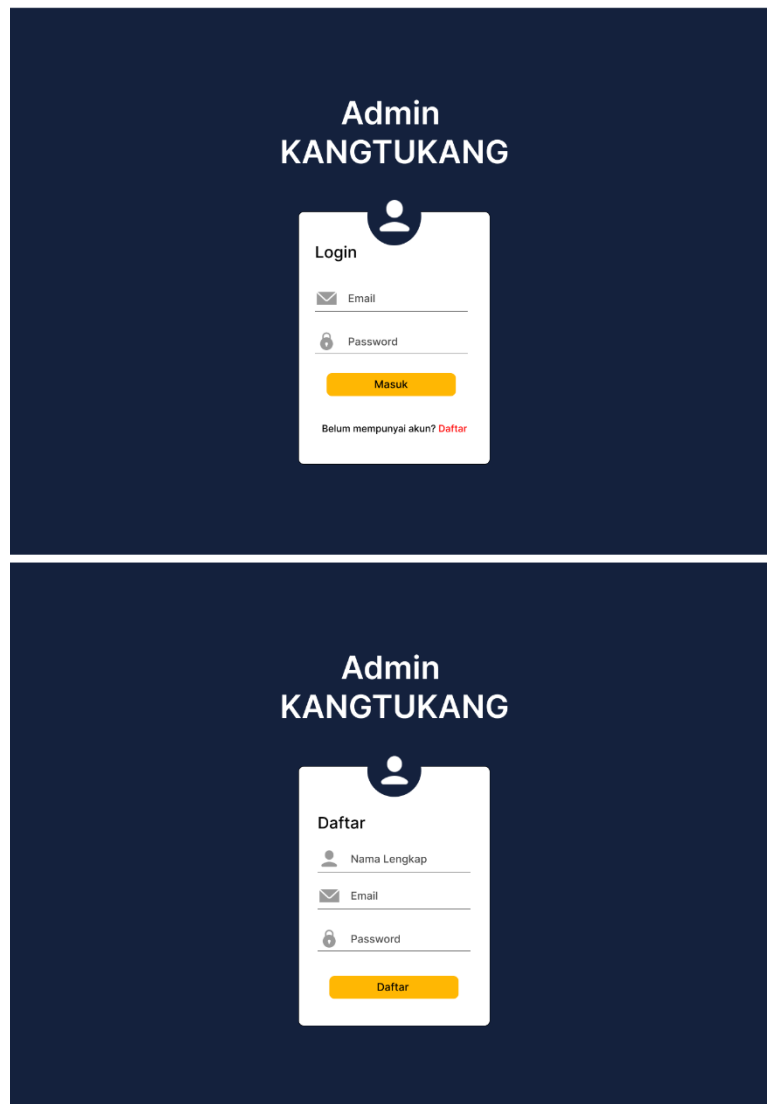 Admin
KANGTUKANG
Login
Email
Password
Masuk
Belum mempunyai akun? Daftar
Admin
KANGTUKANG
Daftar
Nama Lengkap
Email
Password
Daftar